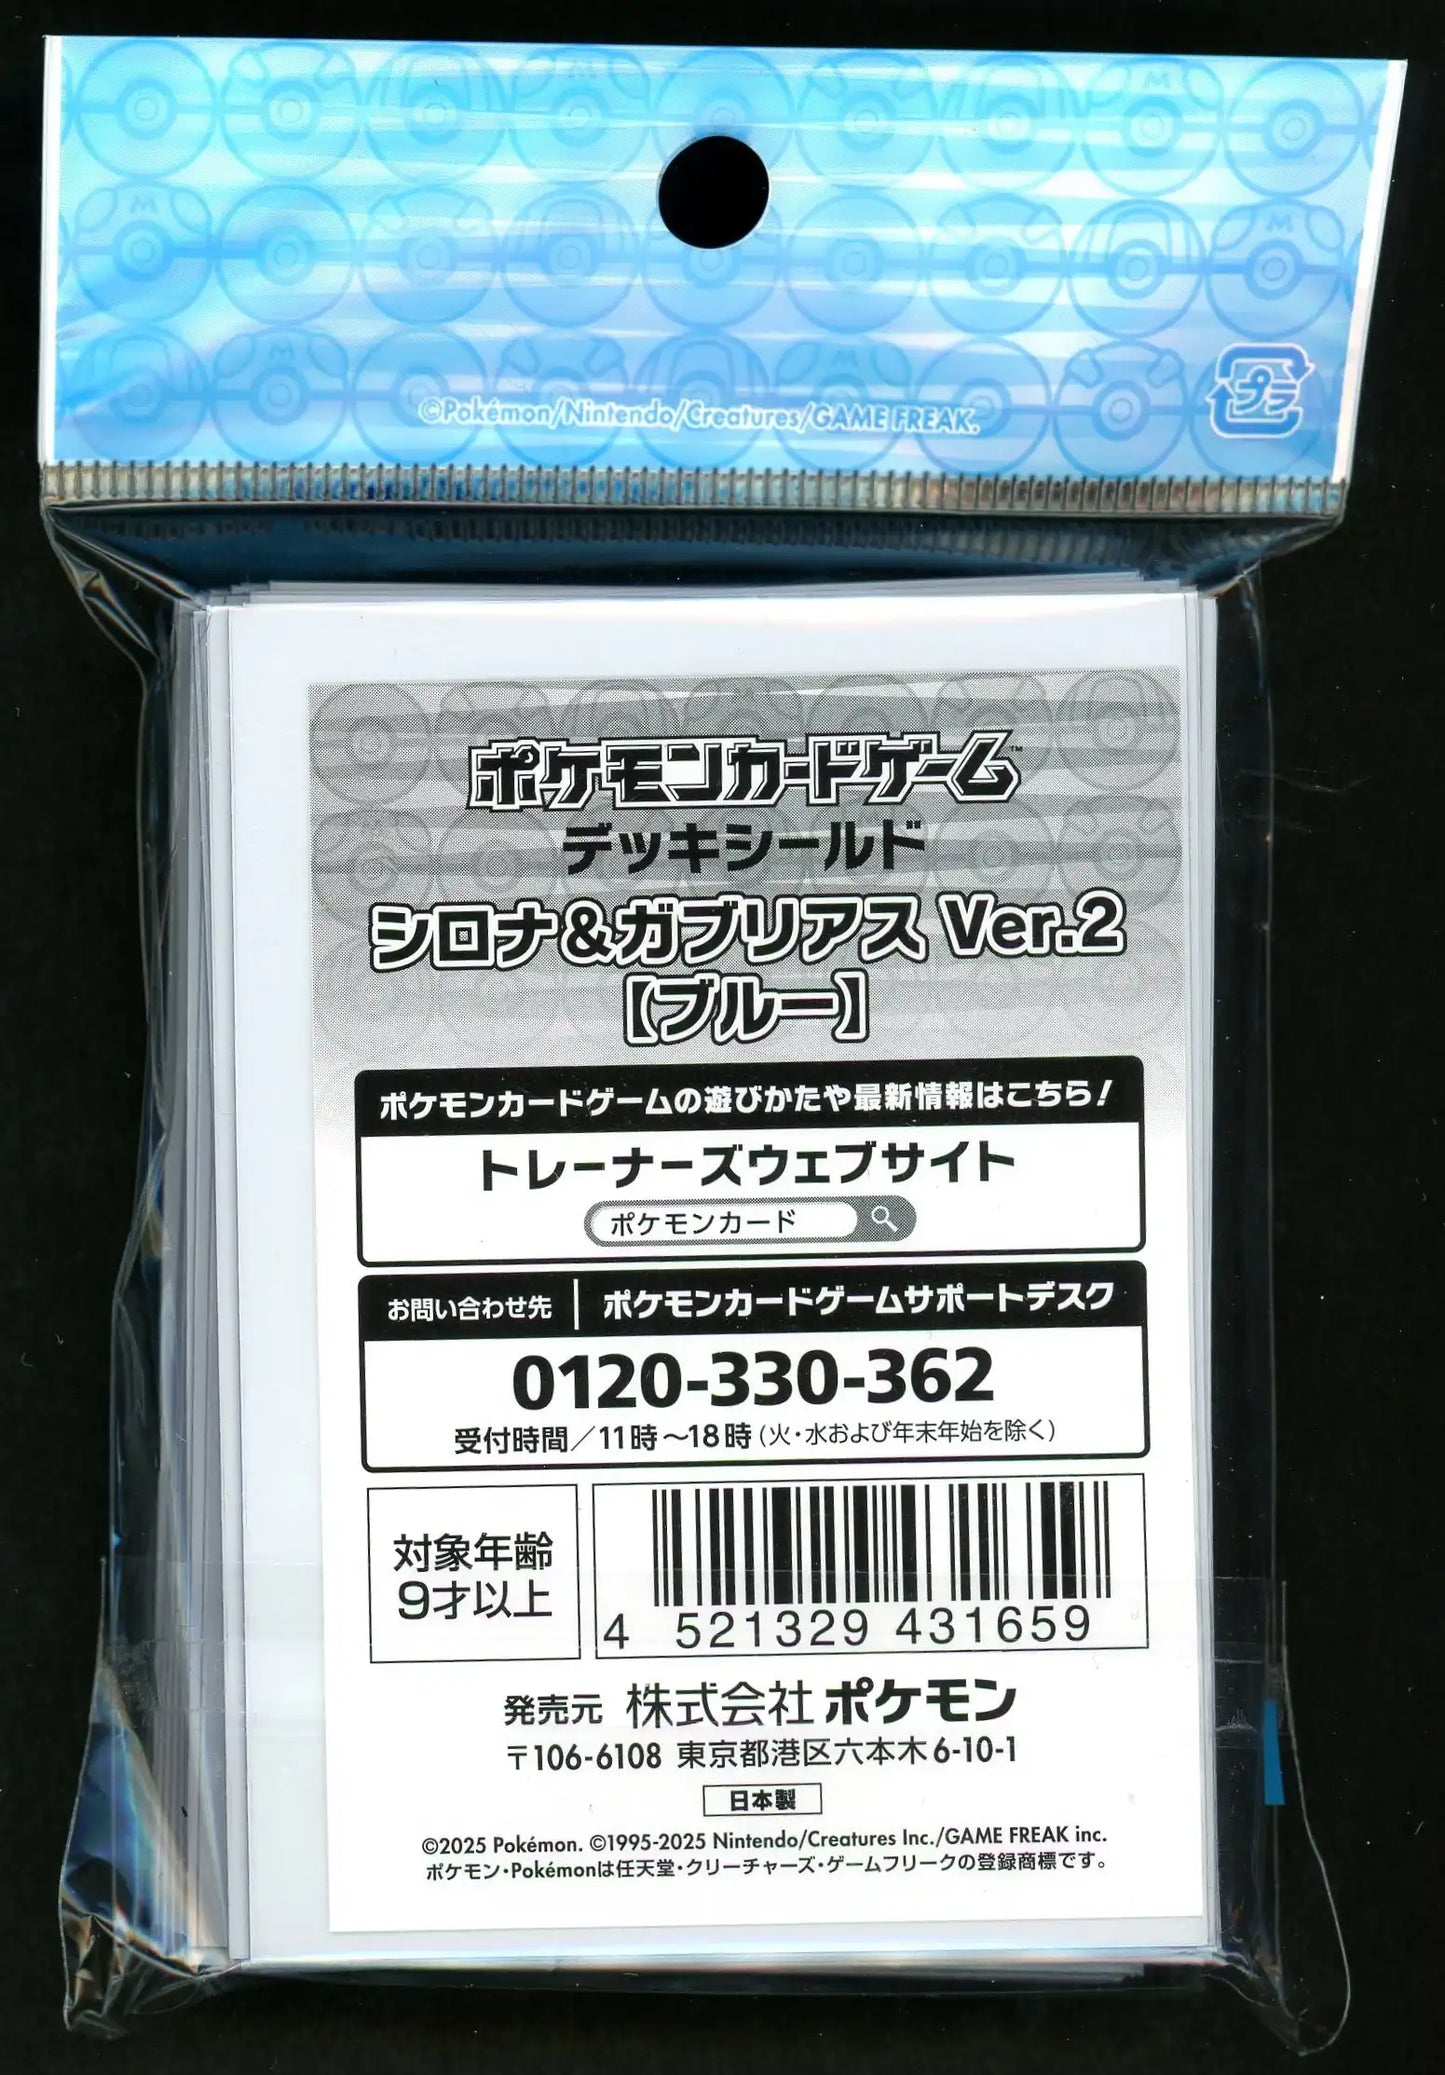 ©Pokémon/Nintendo/Creatures/GAME FREAK.
プラ
ポケモンカードゲーム™
デッキシールド
シロナ&ガブリアス Ver.2
【ブルー】
ポケモンカードゲームの遊びかたや最新情報はこちら!
トレーナーズウェブサイト
ポケモンカード
お問い合わせ先 | ポケモンカードゲームサポートデスク
0120-330-362
受付時間/11時～18時(火・水および年末年始を除く)
対象年齢
9才以上
4 521329 431659
発売元 株式会社ポケモン
〒106-6108 東京都港区六本木6-10-1
日本製
©2025 Pokémon. ©1995-2025 Nintendo/Creatures Inc./GAME FREAK inc.
ポケモン・Pokémonは任天堂・クリーチャーズ・ゲームフリークの登録商標です。